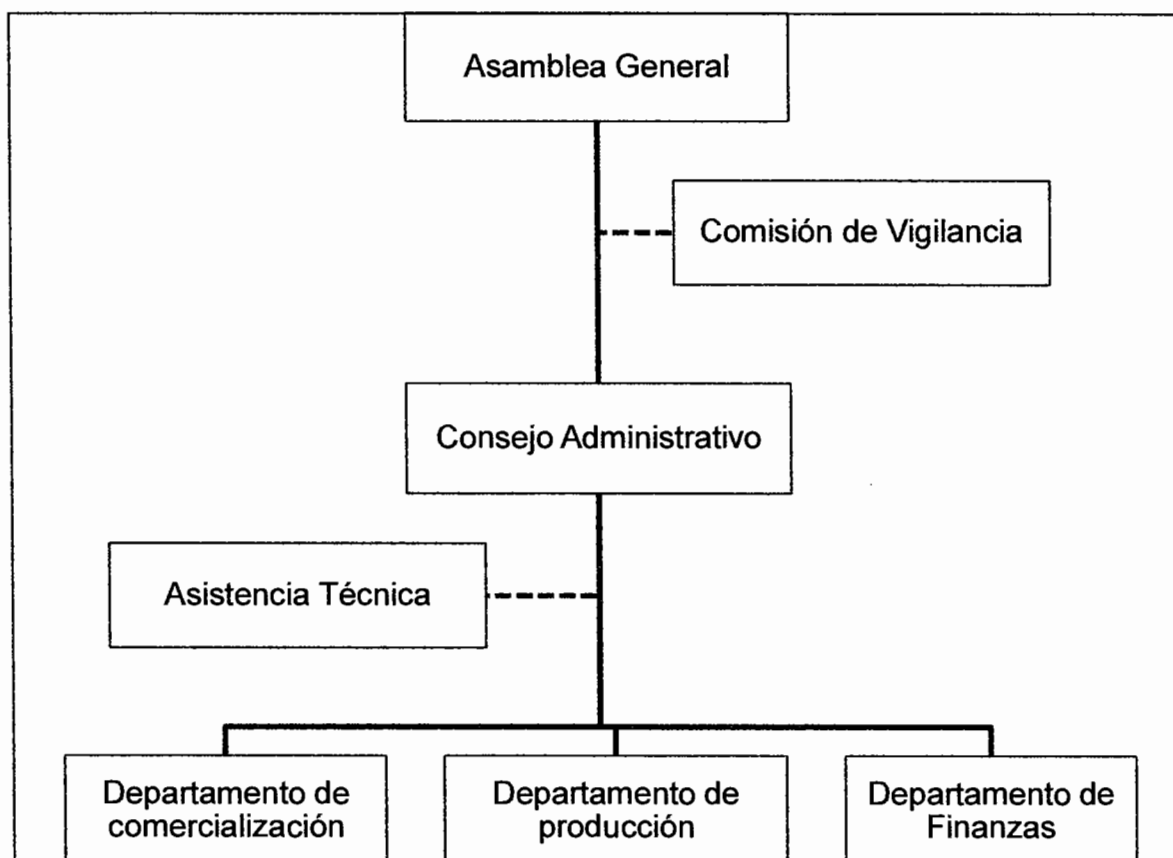 Asamblea General
Comisión de Vigilancia
Consejo Administrativo
Asistencia Técnica
Departamento de
comercialización
Departamento de
producción
Departamento de
Finanzas